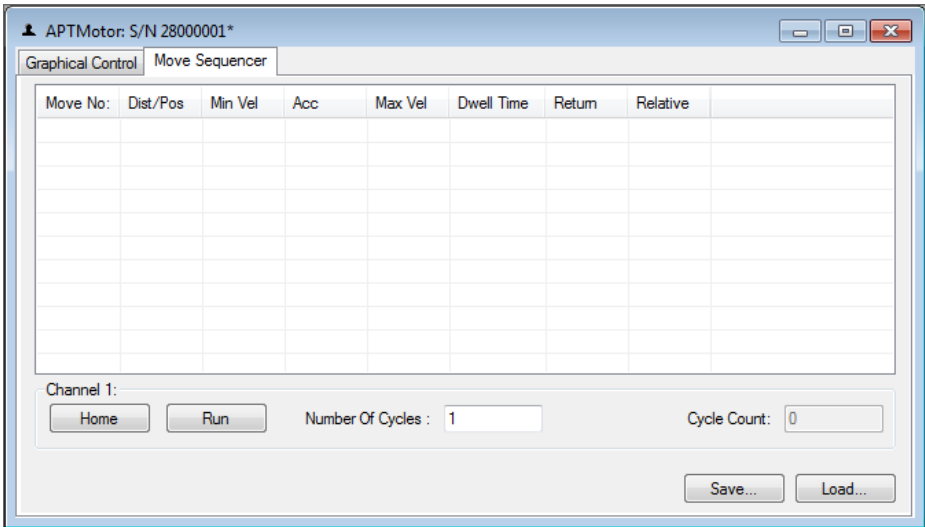 APTMotor: S/N 28000001*
Graphical Control Move Sequencer
Move No: Dist/Pos Min Vel Acc Max Vel Dwell Time Return Relative
Channel 1:
Home Run Number Of Cycles : 1 Cycle Count: 0
Save... Load...